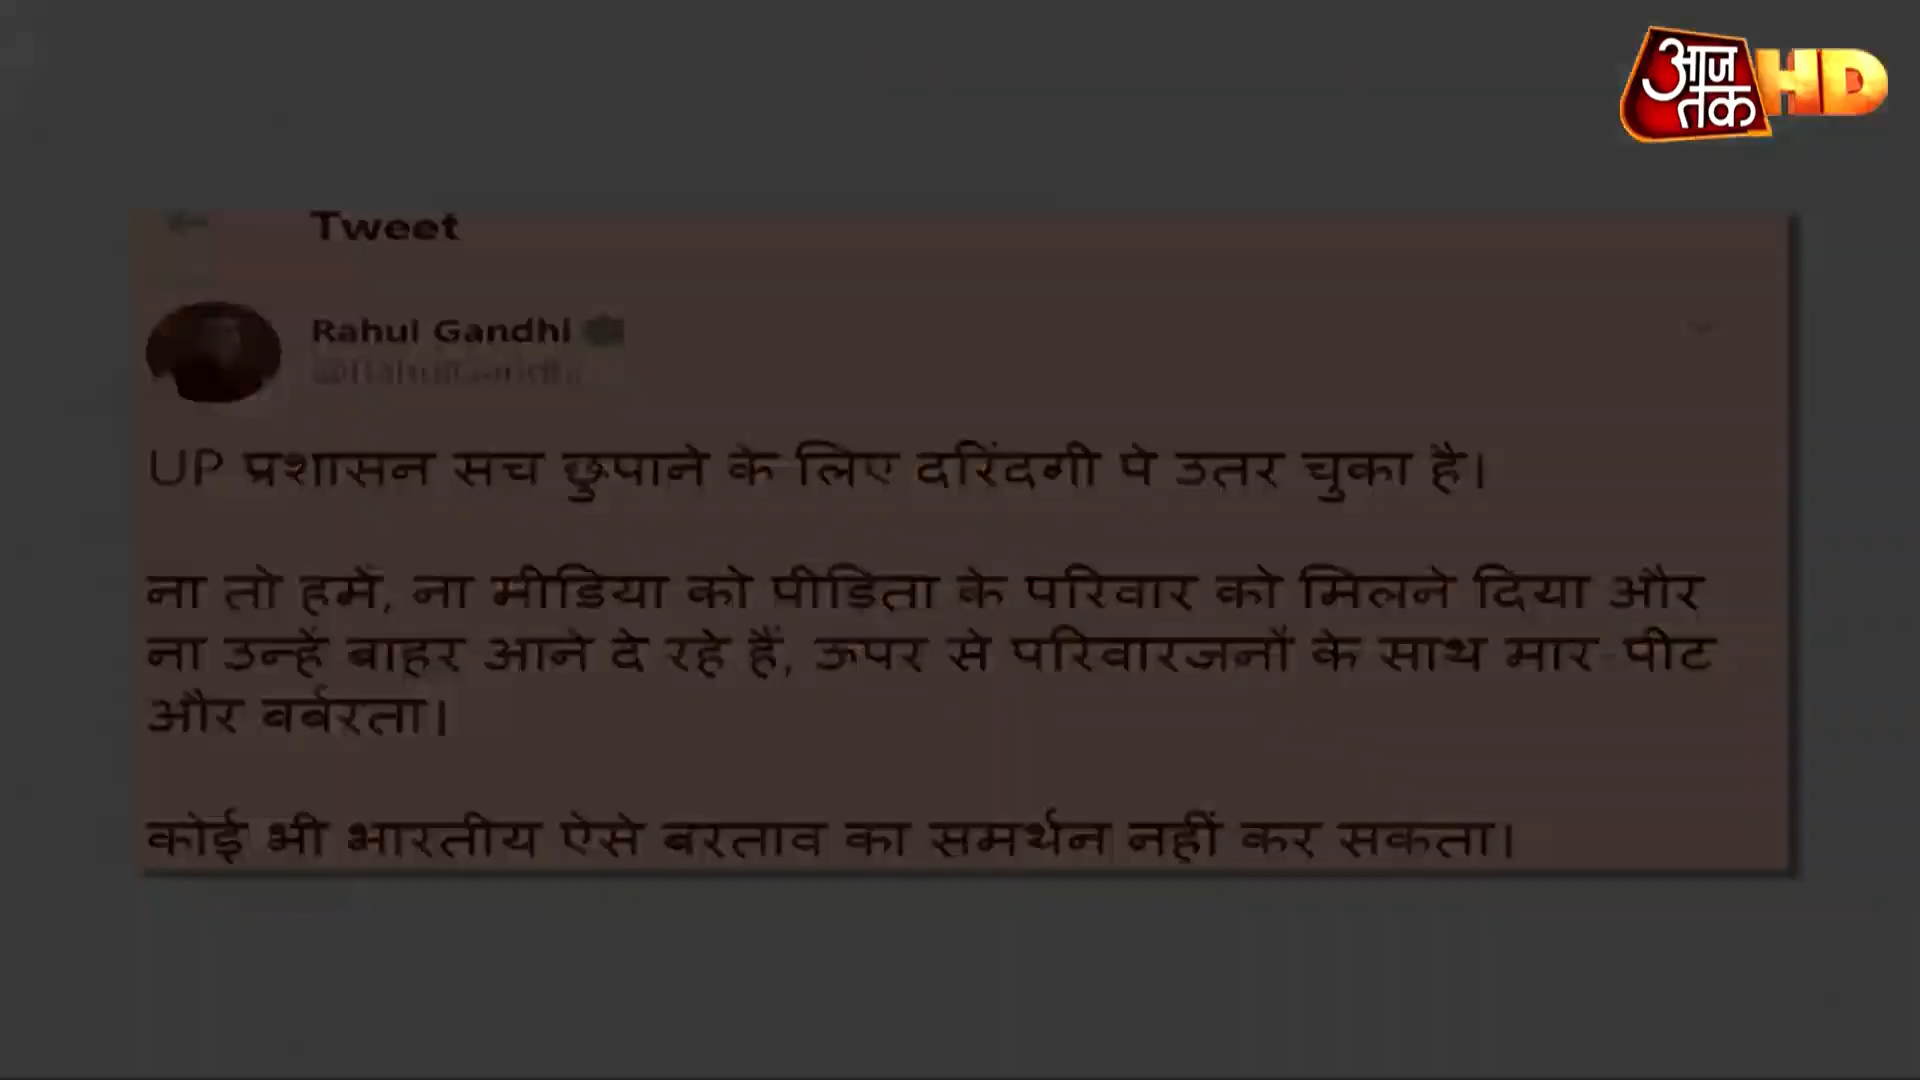 आज तक HD
Tweet
Rahul Gandhi
@RahulGandhi
UP प्रशासन सच छुपाने के लिए दरिंदगी पे उतर चुका है।
ना तो हमें, ना मीडिया को पीडिता के परिवार को मिलने दिया और
ना उन्हें बाहर आने दे रहे हैं, ऊपर से परिवारजनों के साथ मार पीट
और बर्बरता।
कोई भी भारतीय ऐसे बरताव का समर्थन नहीं कर सकता।